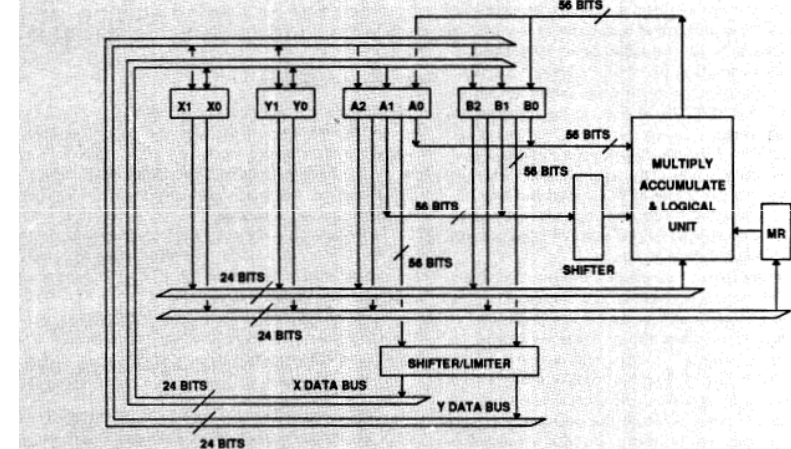 56 BITS
X1 X0
Y1 Y0
A2 A1 A0
B2 B1 B0
56 BITS
56 BITS
MULTIPLY
ACCUMULATE
& LOGICAL
UNIT
56 BITS
MR
56 BITS
SHIFTER
24 BITS
24 BITS
SHIFTER/LIMITER
24 BITS
X DATA BUS
Y DATA BUS
24 BITS